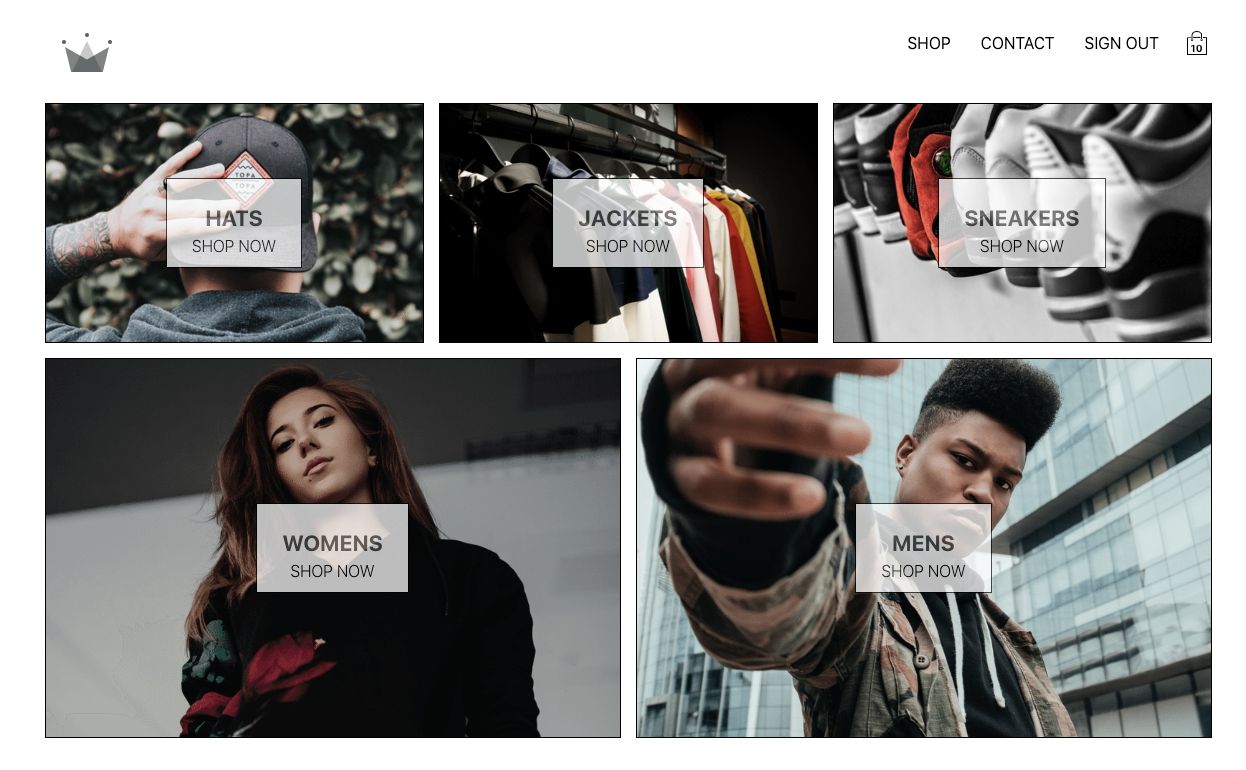 SHOP CONTACT SIGN OUT 10
TOPA
TOPA
HATS
SHOP NOW
JACKETS
SHOP NOW
SNEAKERS
SHOP NOW
WOMENS
SHOP NOW
MENS
SHOP NOW